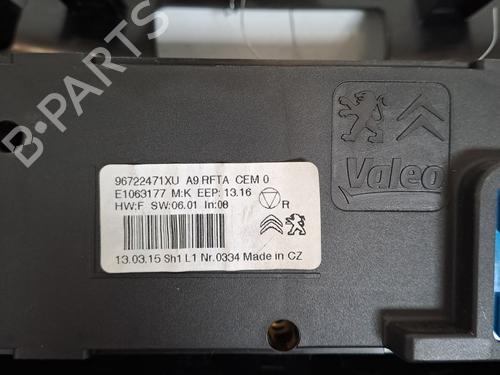 B-PARTS
96722471XU A9 RFTA CEM 0
E1063177 M:K EEP: 13.16
R
HW:F SW:06.01 In:08
13.03.15 Sh1 L1 Nr.0334 Made in CZ
Valeo